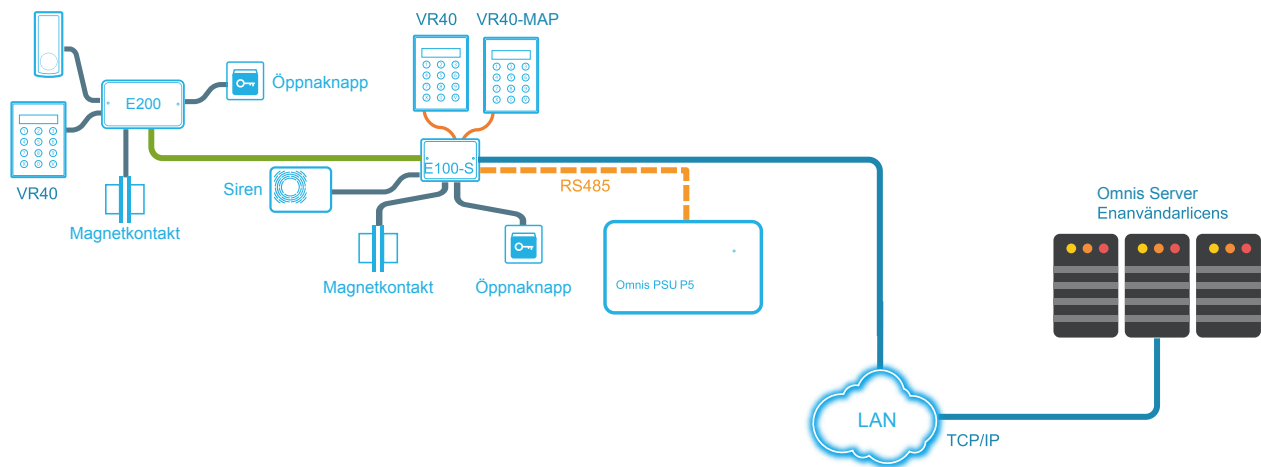 VR40
VR40-MAP
Öppnaknapp
E200
VR40
Magnetkontakt
E100-S
Siren
RS485
Magnetkontakt
Öppnaknapp
Omnis PSU P5
Omnis Server
Enanvändarlicens
LAN
TCP/IP